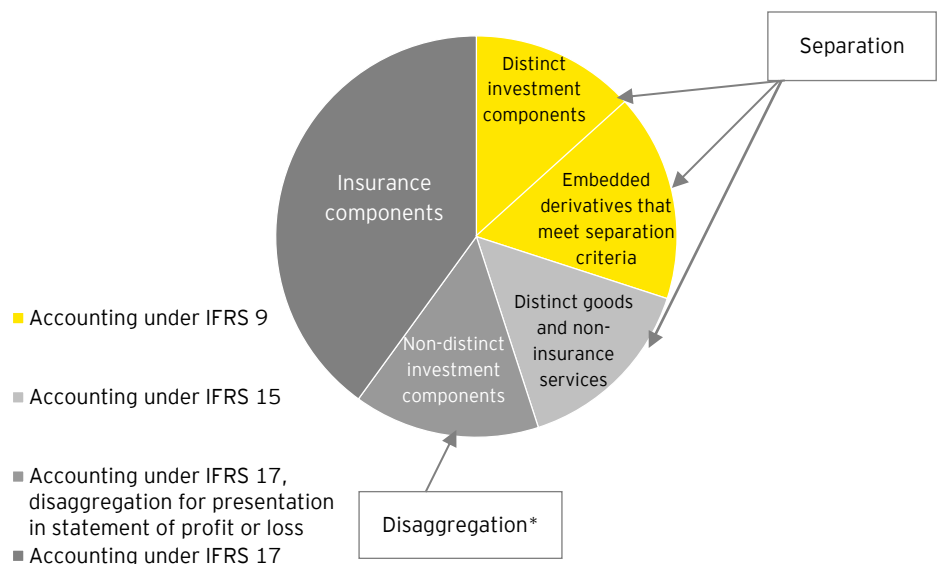 Separation
Distinct
investment
components
Insurance
components
Embedded
derivatives that
meet separation
criteria
Distinct goods
and non-
insurance
services
Non-distinct
investment
components
Accounting under IFRS 9
Accounting under IFRS 15
Accounting under IFRS 17,
disaggregation for presentation
in statement of profit or loss
Accounting under IFRS 17
Disaggregation*